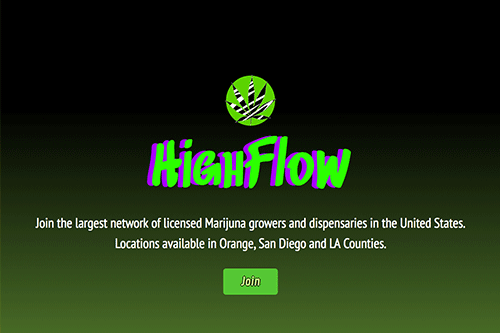 HIGHFLOW
Join the largest network of licensed Marijuna growers and dispensaries in the United States.
Locations available in Orange, San Diego and LA Counties.
Join